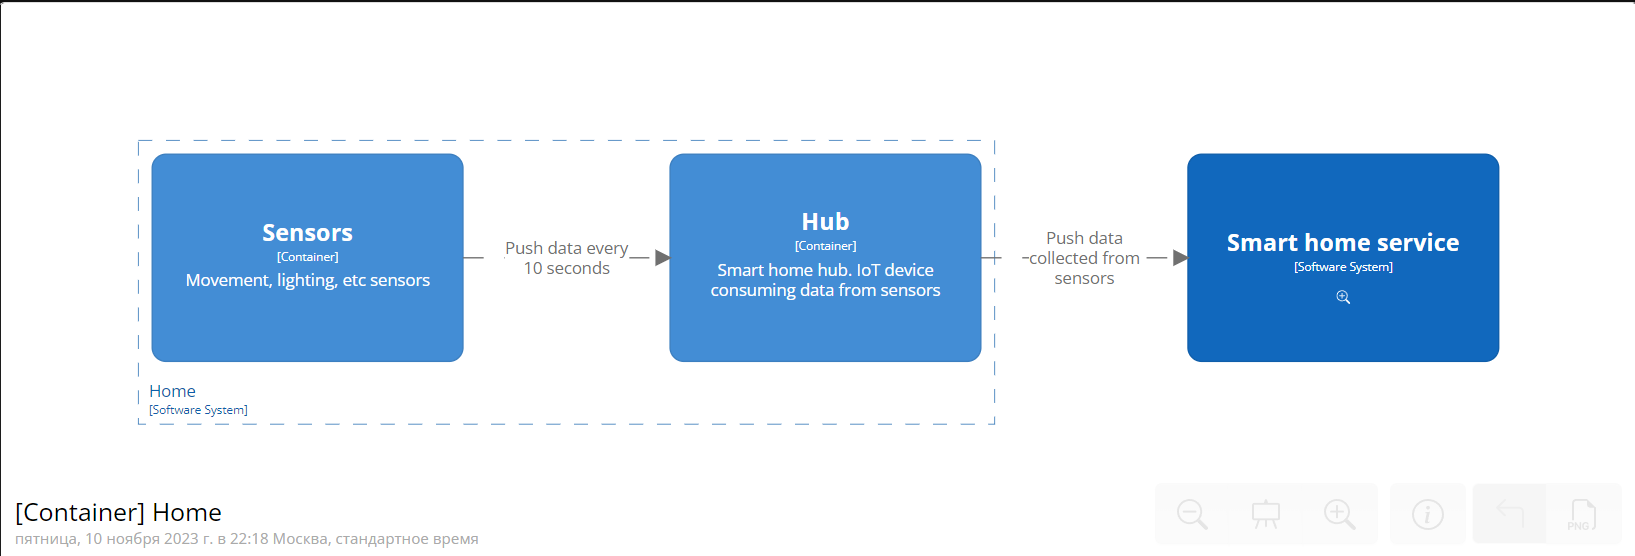 Sensors
[Container]
Movement, lighting, etc sensors
Push data every
10 seconds
Hub
[Container]
Smart home hub. IoT device
consuming data from sensors
Push data
collected from
sensors
Smart home service
[Software System]
Home
[Software System]
[Container] Home
пятница, 10 ноября 2023 г. в 22:18 Москва, стандартное время
PNG